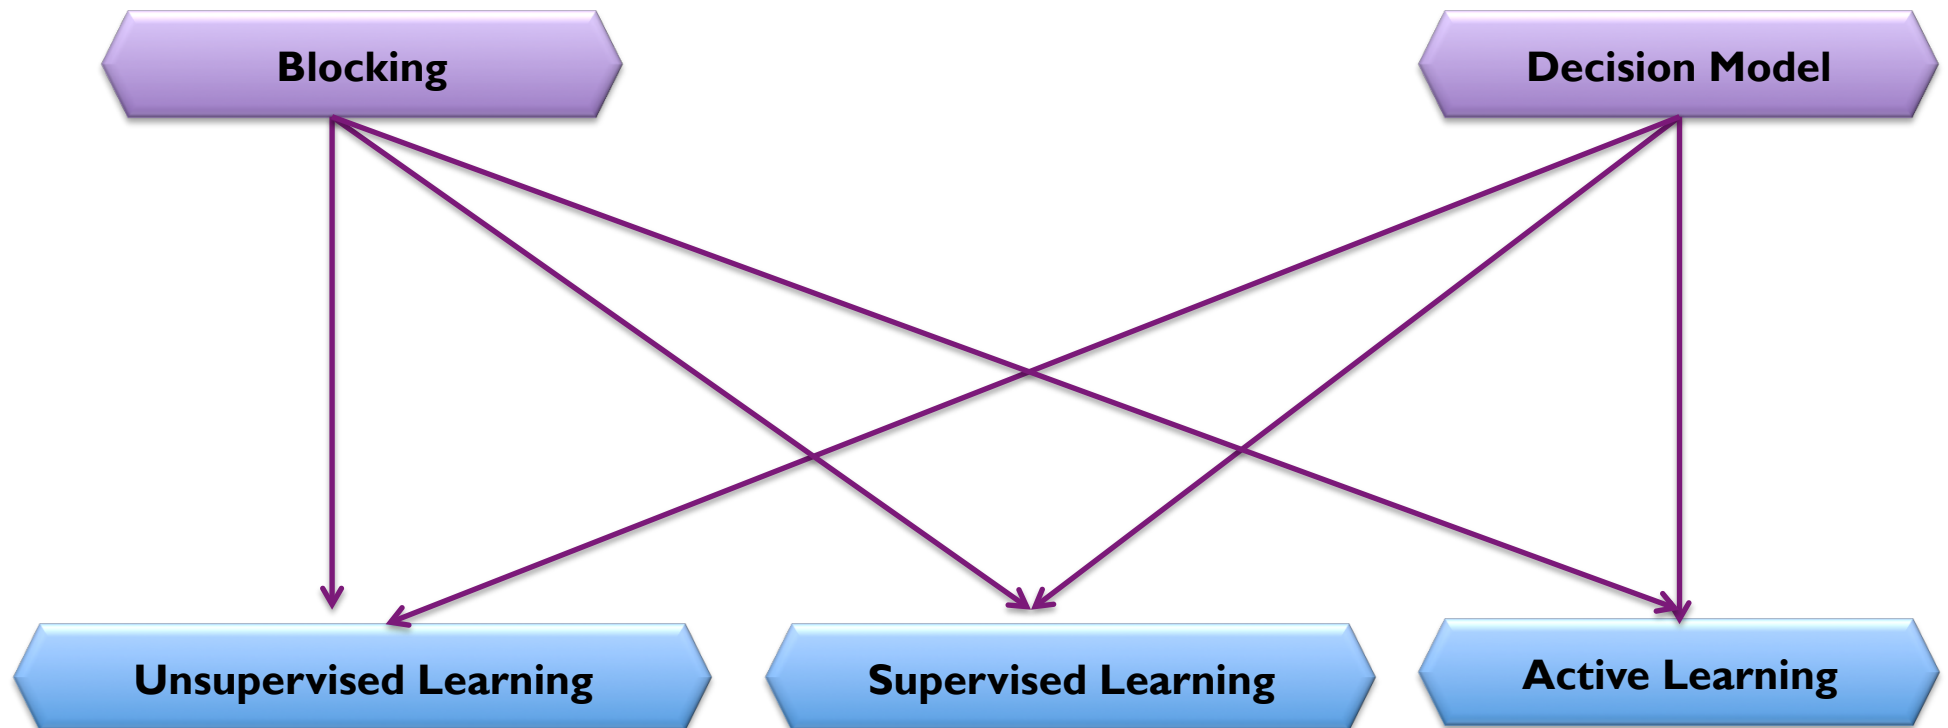 Blocking
Decision Model
Unsupervised Learning
Supervised Learning
Active Learning